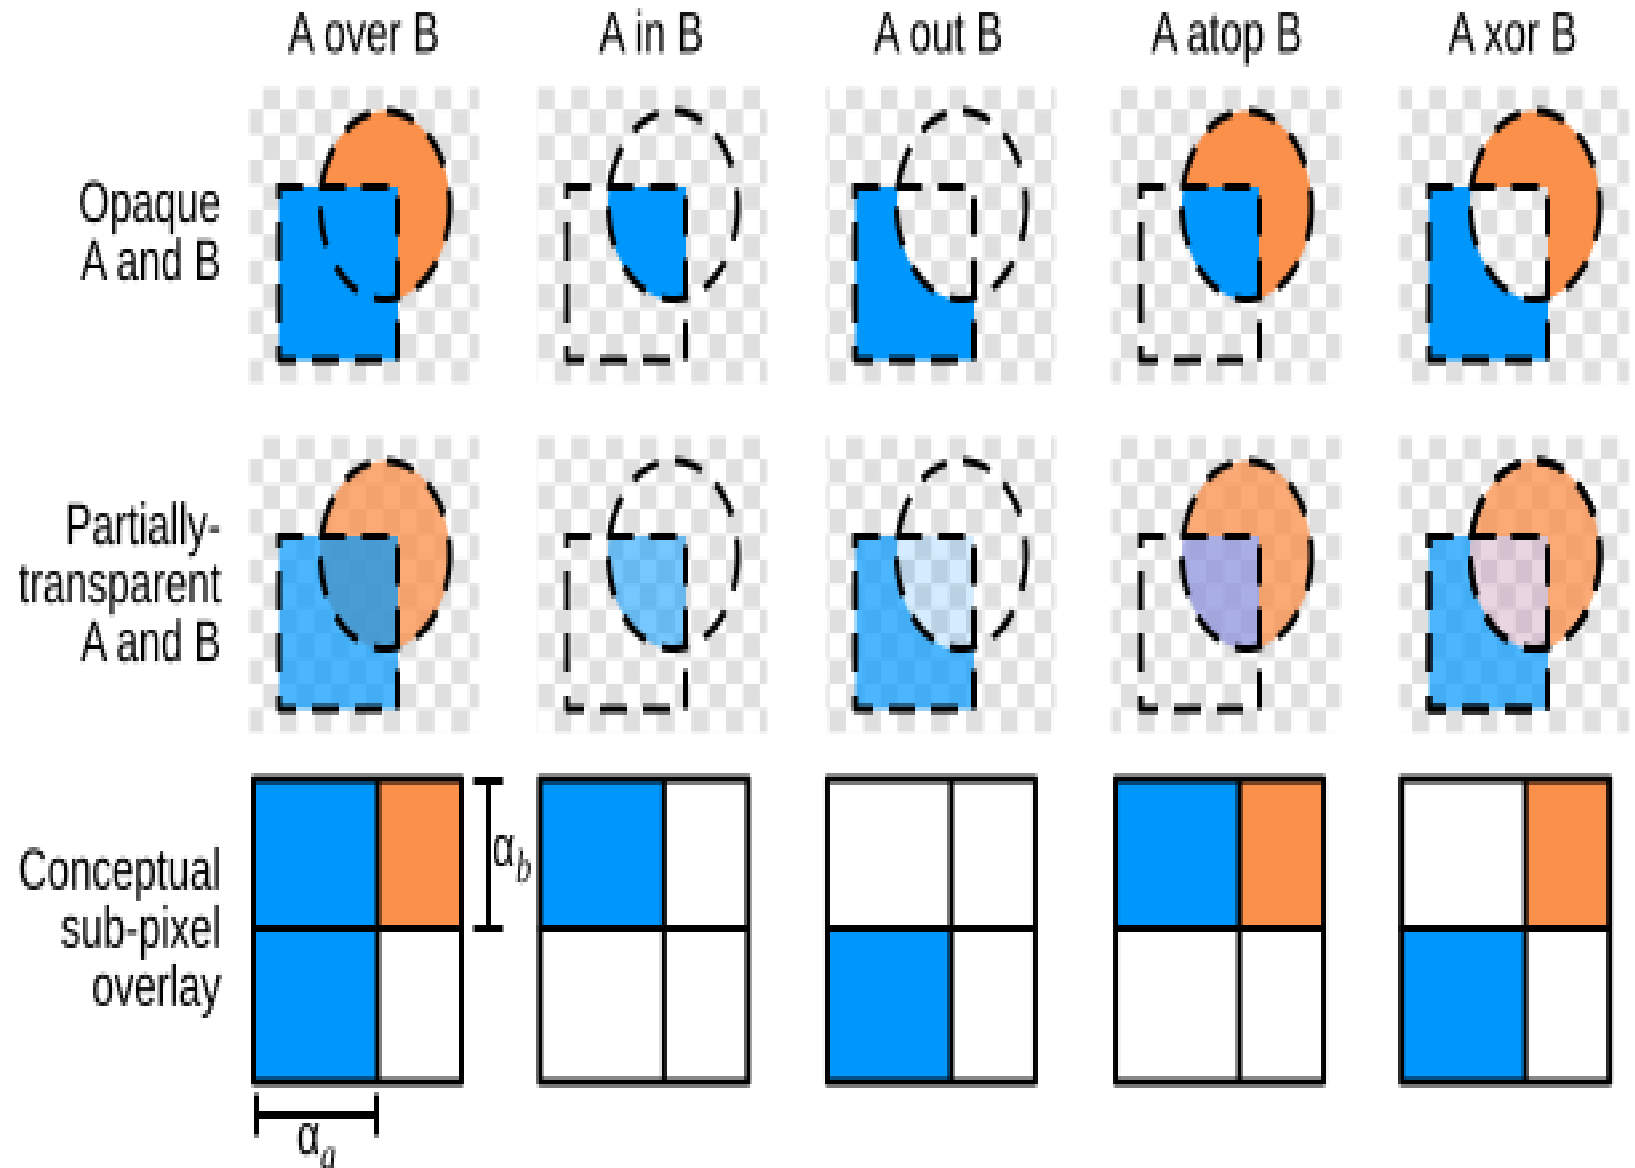 A over B
A in B
A out B
A atop B
A xor B
Opaque
A and B
Partially-
transparent
A and B
Conceptual
sub-pixel
overlay
αb
αa